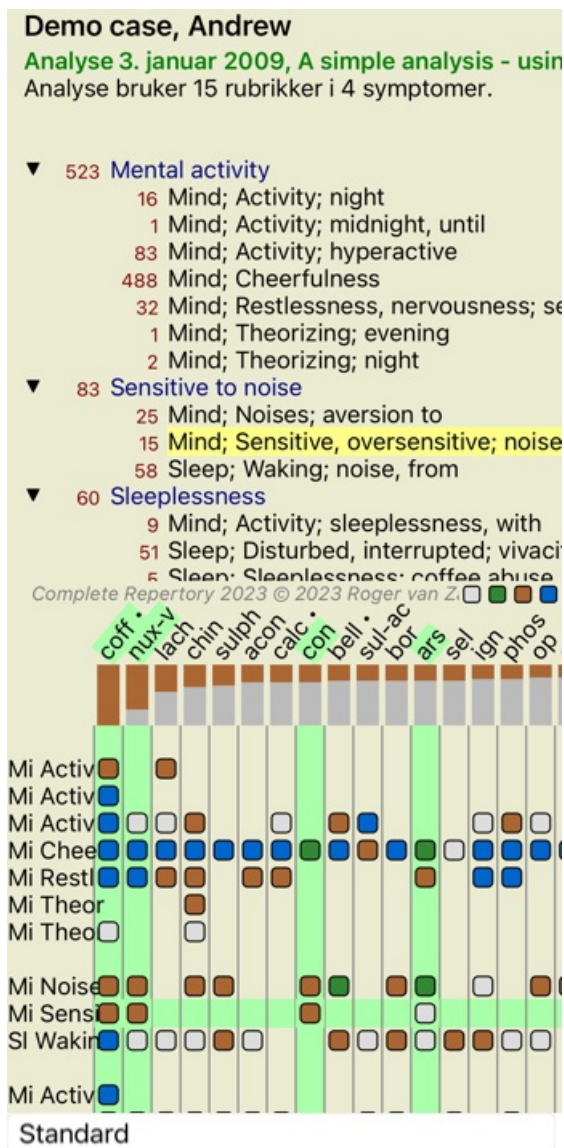 Demo case, Andrew
Analyse 3. januar 2009, A simple analysis - usin
Analyse bruker 15 rubrikker i 4 symptomer.
▼ 523 Mental activity
16 Mind; Activity; night
1 Mind; Activity; midnight, until
83 Mind; Activity; hyperactive
488 Mind; Cheerfulness
32 Mind; Restlessness, nervousness; se
1 Mind; Theorizing; evening
2 Mind; Theorizing; night
▼ 83 Sensitive to noise
25 Mind; Noises; aversion to
15 Mind; Sensitive, oversensitive; noise
58 Sleep; Waking; noise, from
▼ 60 Sleeplessness
9 Mind; Activity; sleeplessness, with
51 Sleep; Disturbed, interrupted; vivaci
5 Sleep; Sleeplessness; coffee abuse
Complete Repertory 2023 © 2023 Roger van Z
coff • nux-v lach chin sulph acon calc • con bell • sul-ac bor ars sel ign phos op
Mi Activ
Mi Activ
Mi Activ
Mi Chee
Mi Restl
Mi Theor
Mi Theo
Mi Noise
Mi Sensi
Sl Wakin
Mi Activ
Standard